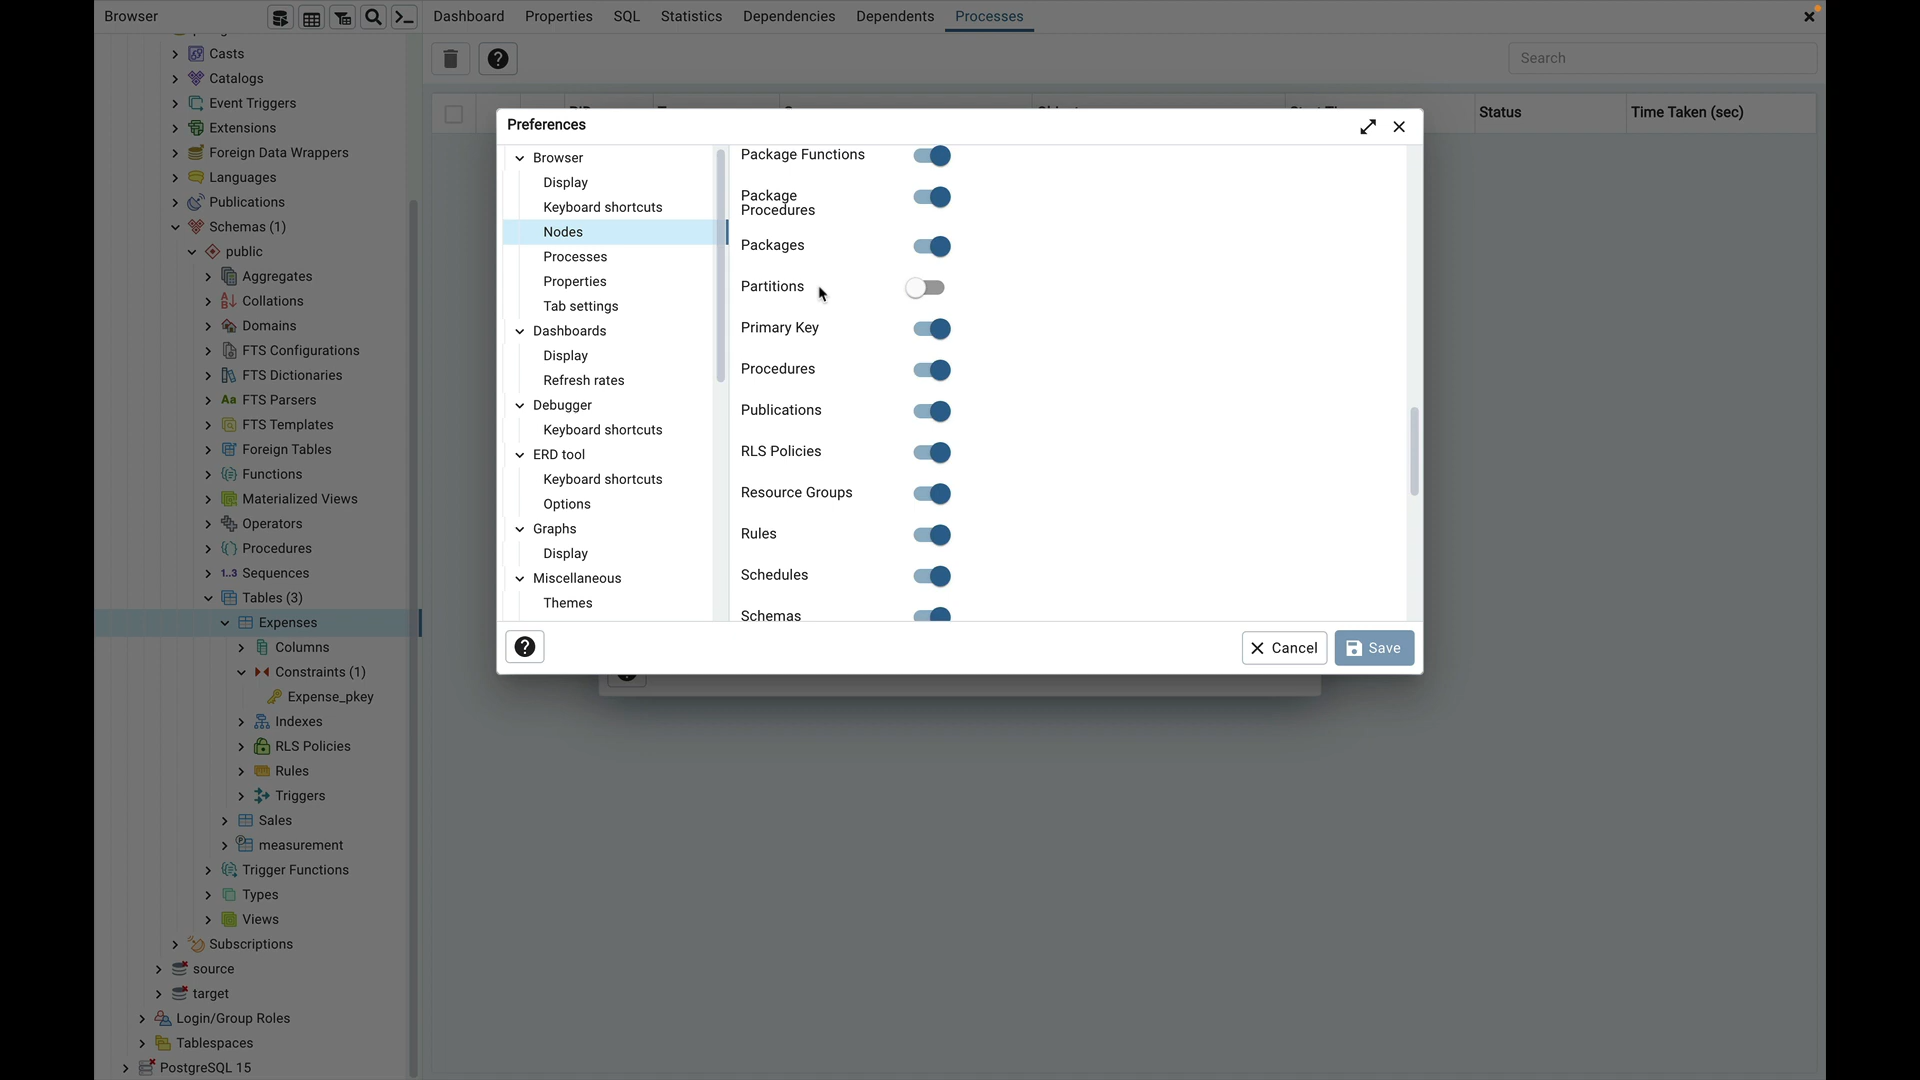 Browser
Dashboard
Properties
SQL
Statistics
Dependencies
Dependents
Processes
Casts
Catalogs
Event Triggers
Extensions
Foreign Data Wrappers
Languages
Publications
Schemas (1)
public
Aggregates
Collations
Domains
FTS Configurations
FTS Dictionaries
Aa FTS Parsers
FTS Templates
Foreign Tables
Functions
Materialized Views
Operators
Procedures
1..3 Sequences
Tables (3)
Expenses
Columns
Constraints (1)
Expense_pkey
Indexes
RLS Policies
Rules
Triggers
Sales
measurement
Trigger Functions
Types
Views
Subscriptions
source
target
Login/Group Roles
Tablespaces
PostgreSQL 15
Search
Status
Time Taken (sec)
Preferences
Browser
Display
Keyboard shortcuts
Nodes
Processes
Properties
Tab settings
Dashboards
Display
Refresh rates
Debugger
Keyboard shortcuts
ERD tool
Keyboard shortcuts
Options
Graphs
Display
Miscellaneous
Themes
Package Functions
Package
Procedures
Packages
Partitions
Primary Key
Procedures
Publications
RLS Policies
Resource Groups
Rules
Schedules
Schemas
Cancel
Save